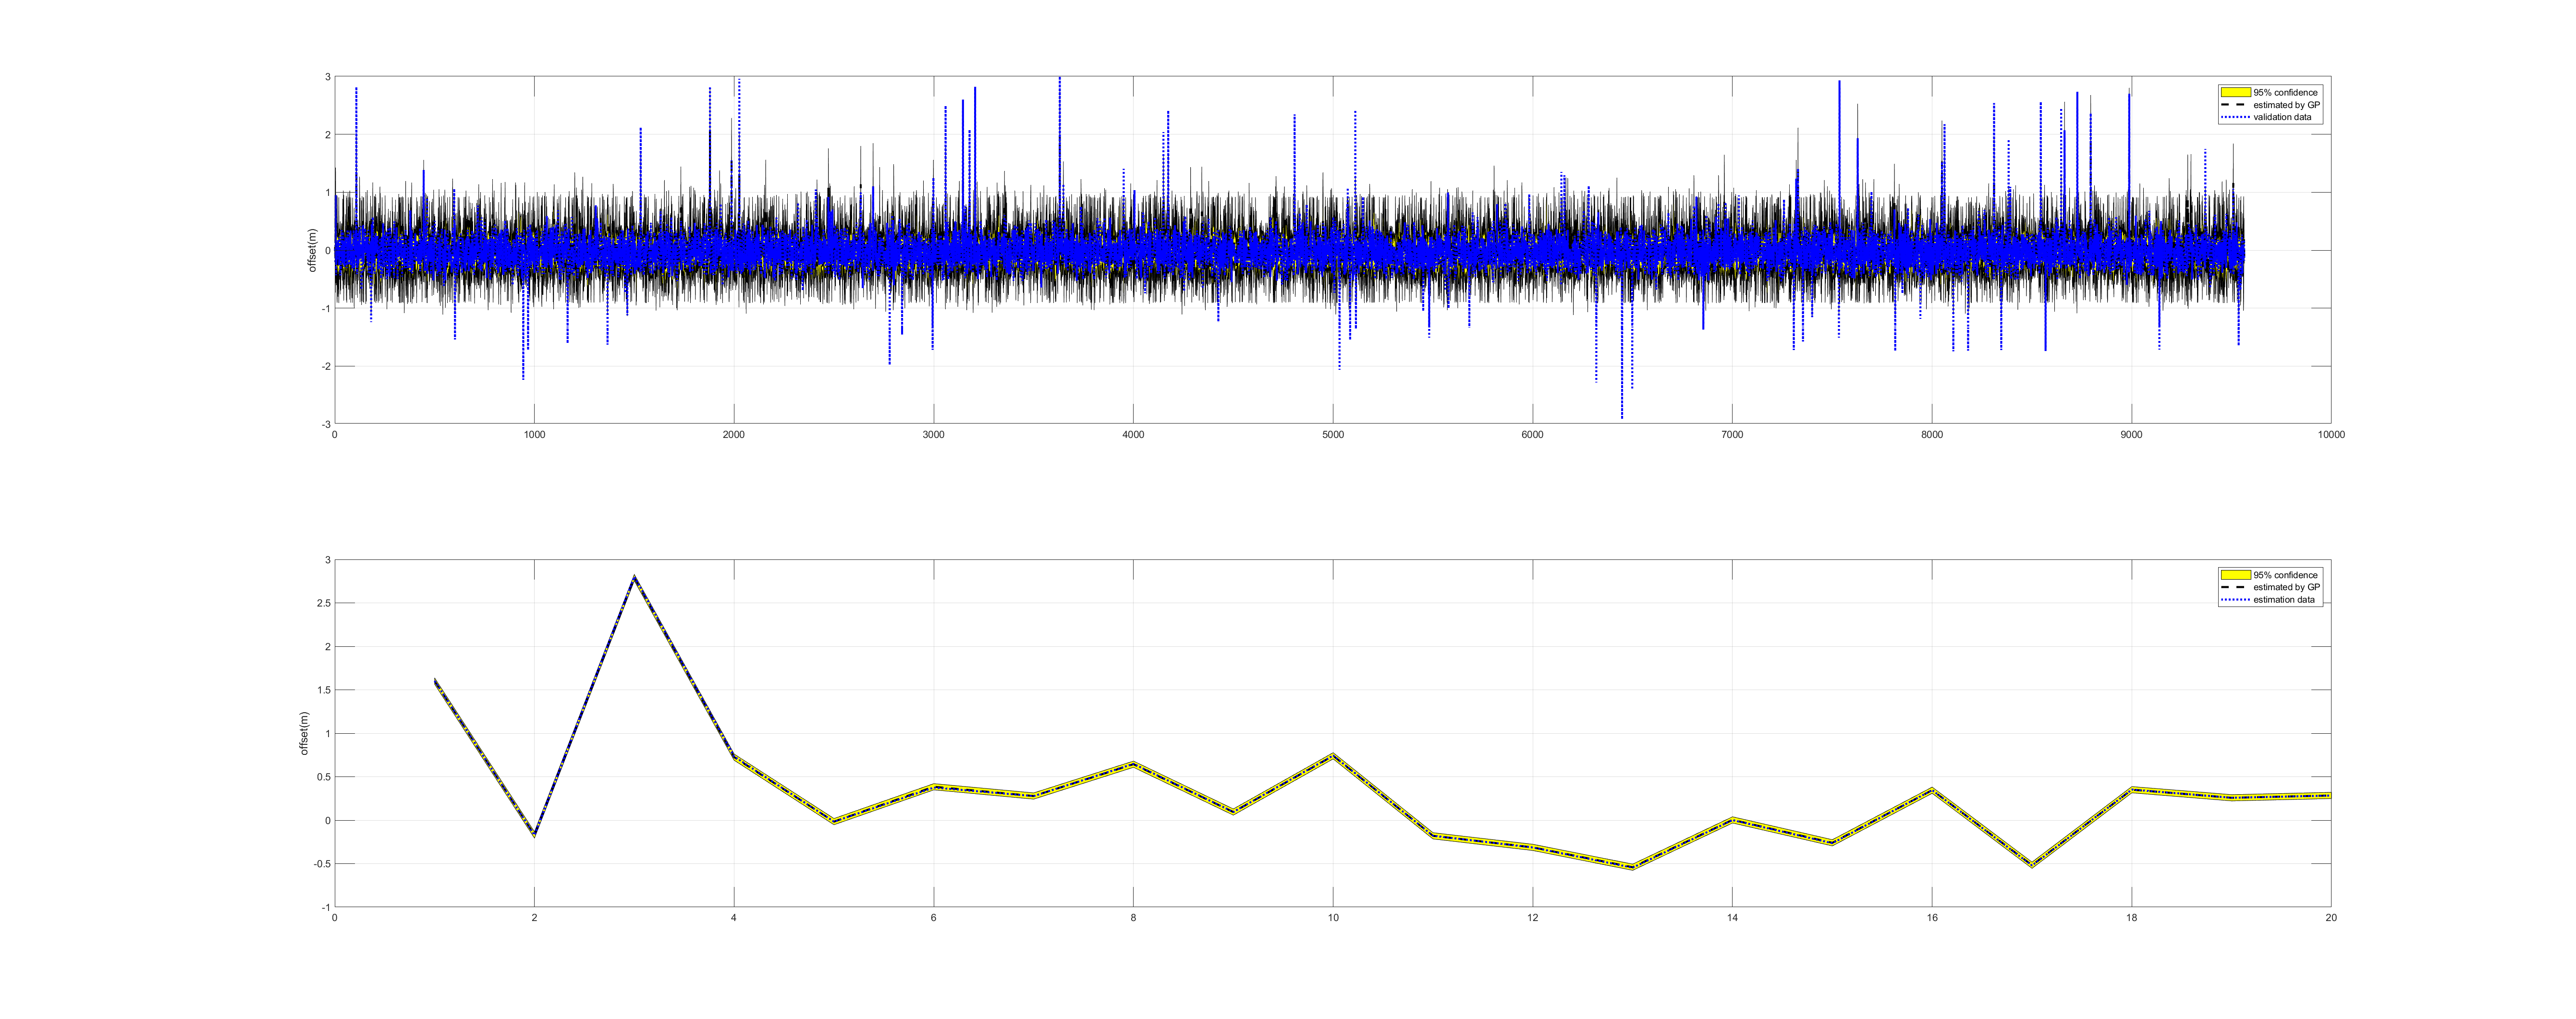 3
2
1
0
-1
-2
-3
offset(m)
0 1000 2000 3000 4000 5000 6000 7000 8000 9000 10000
95% confidence
estimated by GP
validation data
3
2.5
2
1.5
1
0.5
0
-0.5
-1
offset(m)
0 2 4 6 8 10 12 14 16 18 20
95% confidence
estimated by GP
estimation data